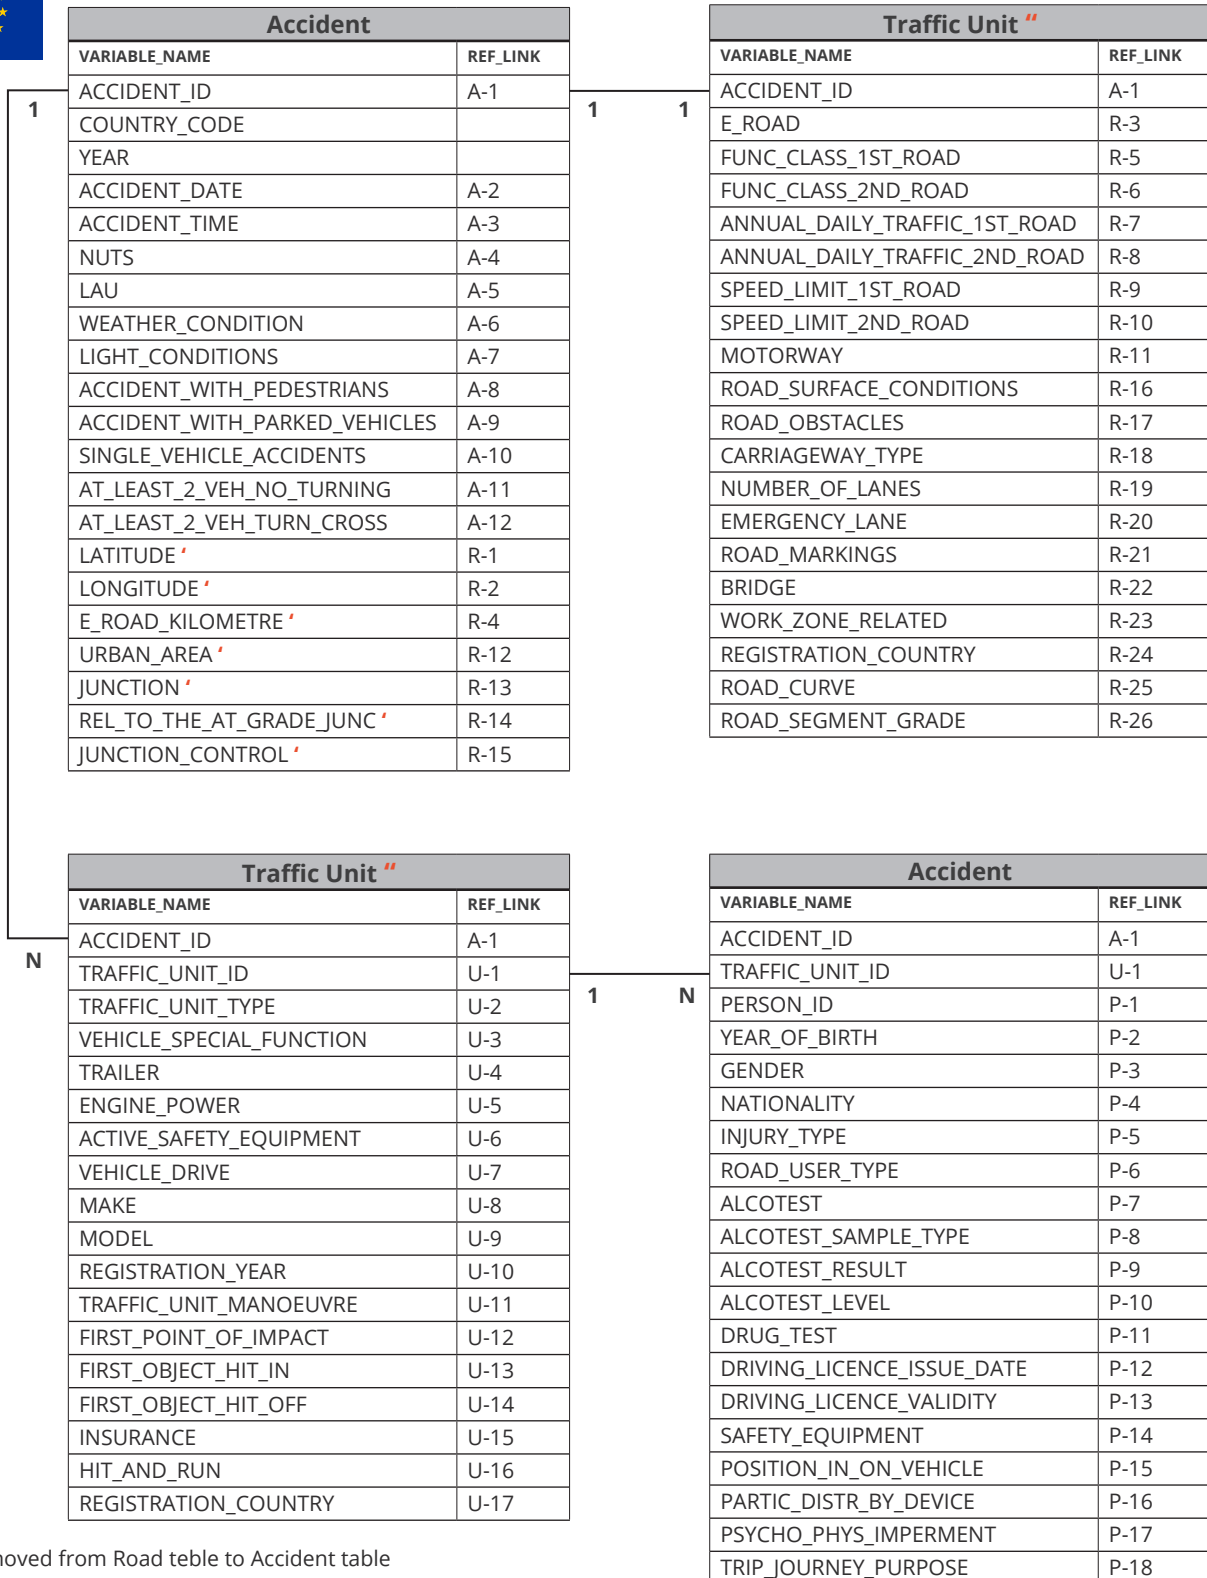 Accident
VARIABLE_NAME REF_LINK
ACCIDENT_ID A-1
COUNTRY_CODE
YEAR
ACCIDENT_DATE A-2
ACCIDENT_TIME A-3
NUTS A-4
LAU A-5
WEATHER_CONDITION A-6
LIGHT_CONDITIONS A-7
ACCIDENT_WITH_PEDESTRIANS A-8
ACCIDENT_WITH_PARKED_VEHICLES A-9
SINGLE_VEHICLE_ACCIDENTS A-10
AT_LEAST_2_VEH_NO_TURNING A-11
AT_LEAST_2_VEH_TURN_CROSS A-12
LATITUDE ‘ R-1
LONGITUDE ‘ R-2
E_ROAD_KILOMETRE ‘ R-4
URBAN_AREA ‘ R-12
JUNCTION ‘ R-13
REL_TO_THE_AT_GRADE_JUNC ‘ R-14
JUNCTION_CONTROL ‘ R-15
1
1 1
Traffic Unit “
VARIABLE_NAME REF_LINK
ACCIDENT_ID A-1
E_ROAD R-3
FUNC_CLASS_1ST_ROAD R-5
FUNC_CLASS_2ND_ROAD R-6
ANNUAL_DAILY_TRAFFIC_1ST_ROAD R-7
ANNUAL_DAILY_TRAFFIC_2ND_ROAD R-8
SPEED_LIMIT_1ST_ROAD R-9
SPEED_LIMIT_2ND_ROAD R-10
MOTORWAY R-11
ROAD_SURFACE_CONDITIONS R-16
ROAD_OBSTACLES R-17
CARRIAGEWAY_TYPE R-18
NUMBER_OF_LANES R-19
EMERGENCY_LANE R-20
ROAD_MARKINGS R-21
BRIDGE R-22
WORK_ZONE_RELATED R-23
REGISTRATION_COUNTRY R-24
ROAD_CURVE R-25
ROAD_SEGMENT_GRADE R-26
Traffic Unit “
VARIABLE_NAME REF_LINK
ACCIDENT_ID A-1
TRAFFIC_UNIT_ID U-1
TRAFFIC_UNIT_TYPE U-2
VEHICLE_SPECIAL_FUNCTION U-3
TRAILER U-4
ENGINE_POWER U-5
ACTIVE_SAFETY_EQUIPMENT U-6
VEHICLE_DRIVE U-7
MAKE U-8
MODEL U-9
REGISTRATION_YEAR U-10
TRAFFIC_UNIT_MANOEUVRE U-11
FIRST_POINT_OF_IMPACT U-12
FIRST_OBJECT_HIT_IN U-13
FIRST_OBJECT_HIT_OFF U-14
INSURANCE U-15
HIT_AND_RUN U-16
REGISTRATION_COUNTRY U-17
N
1 N
Accident
VARIABLE_NAME REF_LINK
ACCIDENT_ID A-1
TRAFFIC_UNIT_ID U-1
PERSON_ID P-1
YEAR_OF_BIRTH P-2
GENDER P-3
NATIONALITY P-4
INJURY_TYPE P-5
ROAD_USER_TYPE P-6
ALCOTEST P-7
ALCOTEST_SAMPLE_TYPE P-8
ALCOTEST_RESULT P-9
ALCOTEST_LEVEL P-10
DRUG_TEST P-11
DRIVING_LICENCE_ISSUE_DATE P-12
DRIVING_LICENCE_VALIDITY P-13
SAFETY_EQUIPMENT P-14
POSITION_IN_ON_VEHICLE P-15
PARTIC_DISTR_BY_DEVICE P-16
PSYCHO_PHYS_IMPERMENT P-17
TRIP_JOURNEY_PURPOSE P-18
from Road teble to Accident table